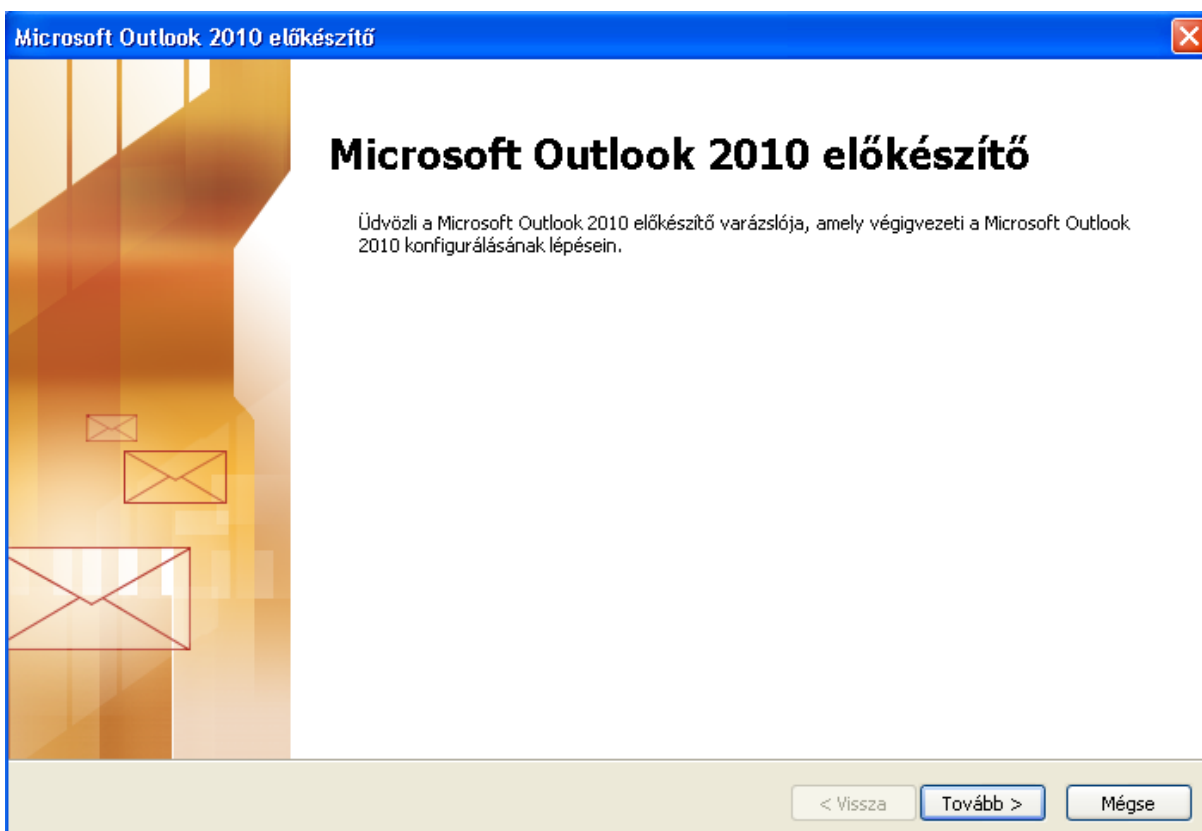 Microsoft Outlook 2010 előkészítő
Microsoft Outlook 2010 előkészítő
Üdvözli a Microsoft Outlook 2010 előkészítő varázslója, amely végigvezeti a Microsoft Outlook
2010 konfigurálásának lépésein.
< Vissza
Tovább >
Mégse